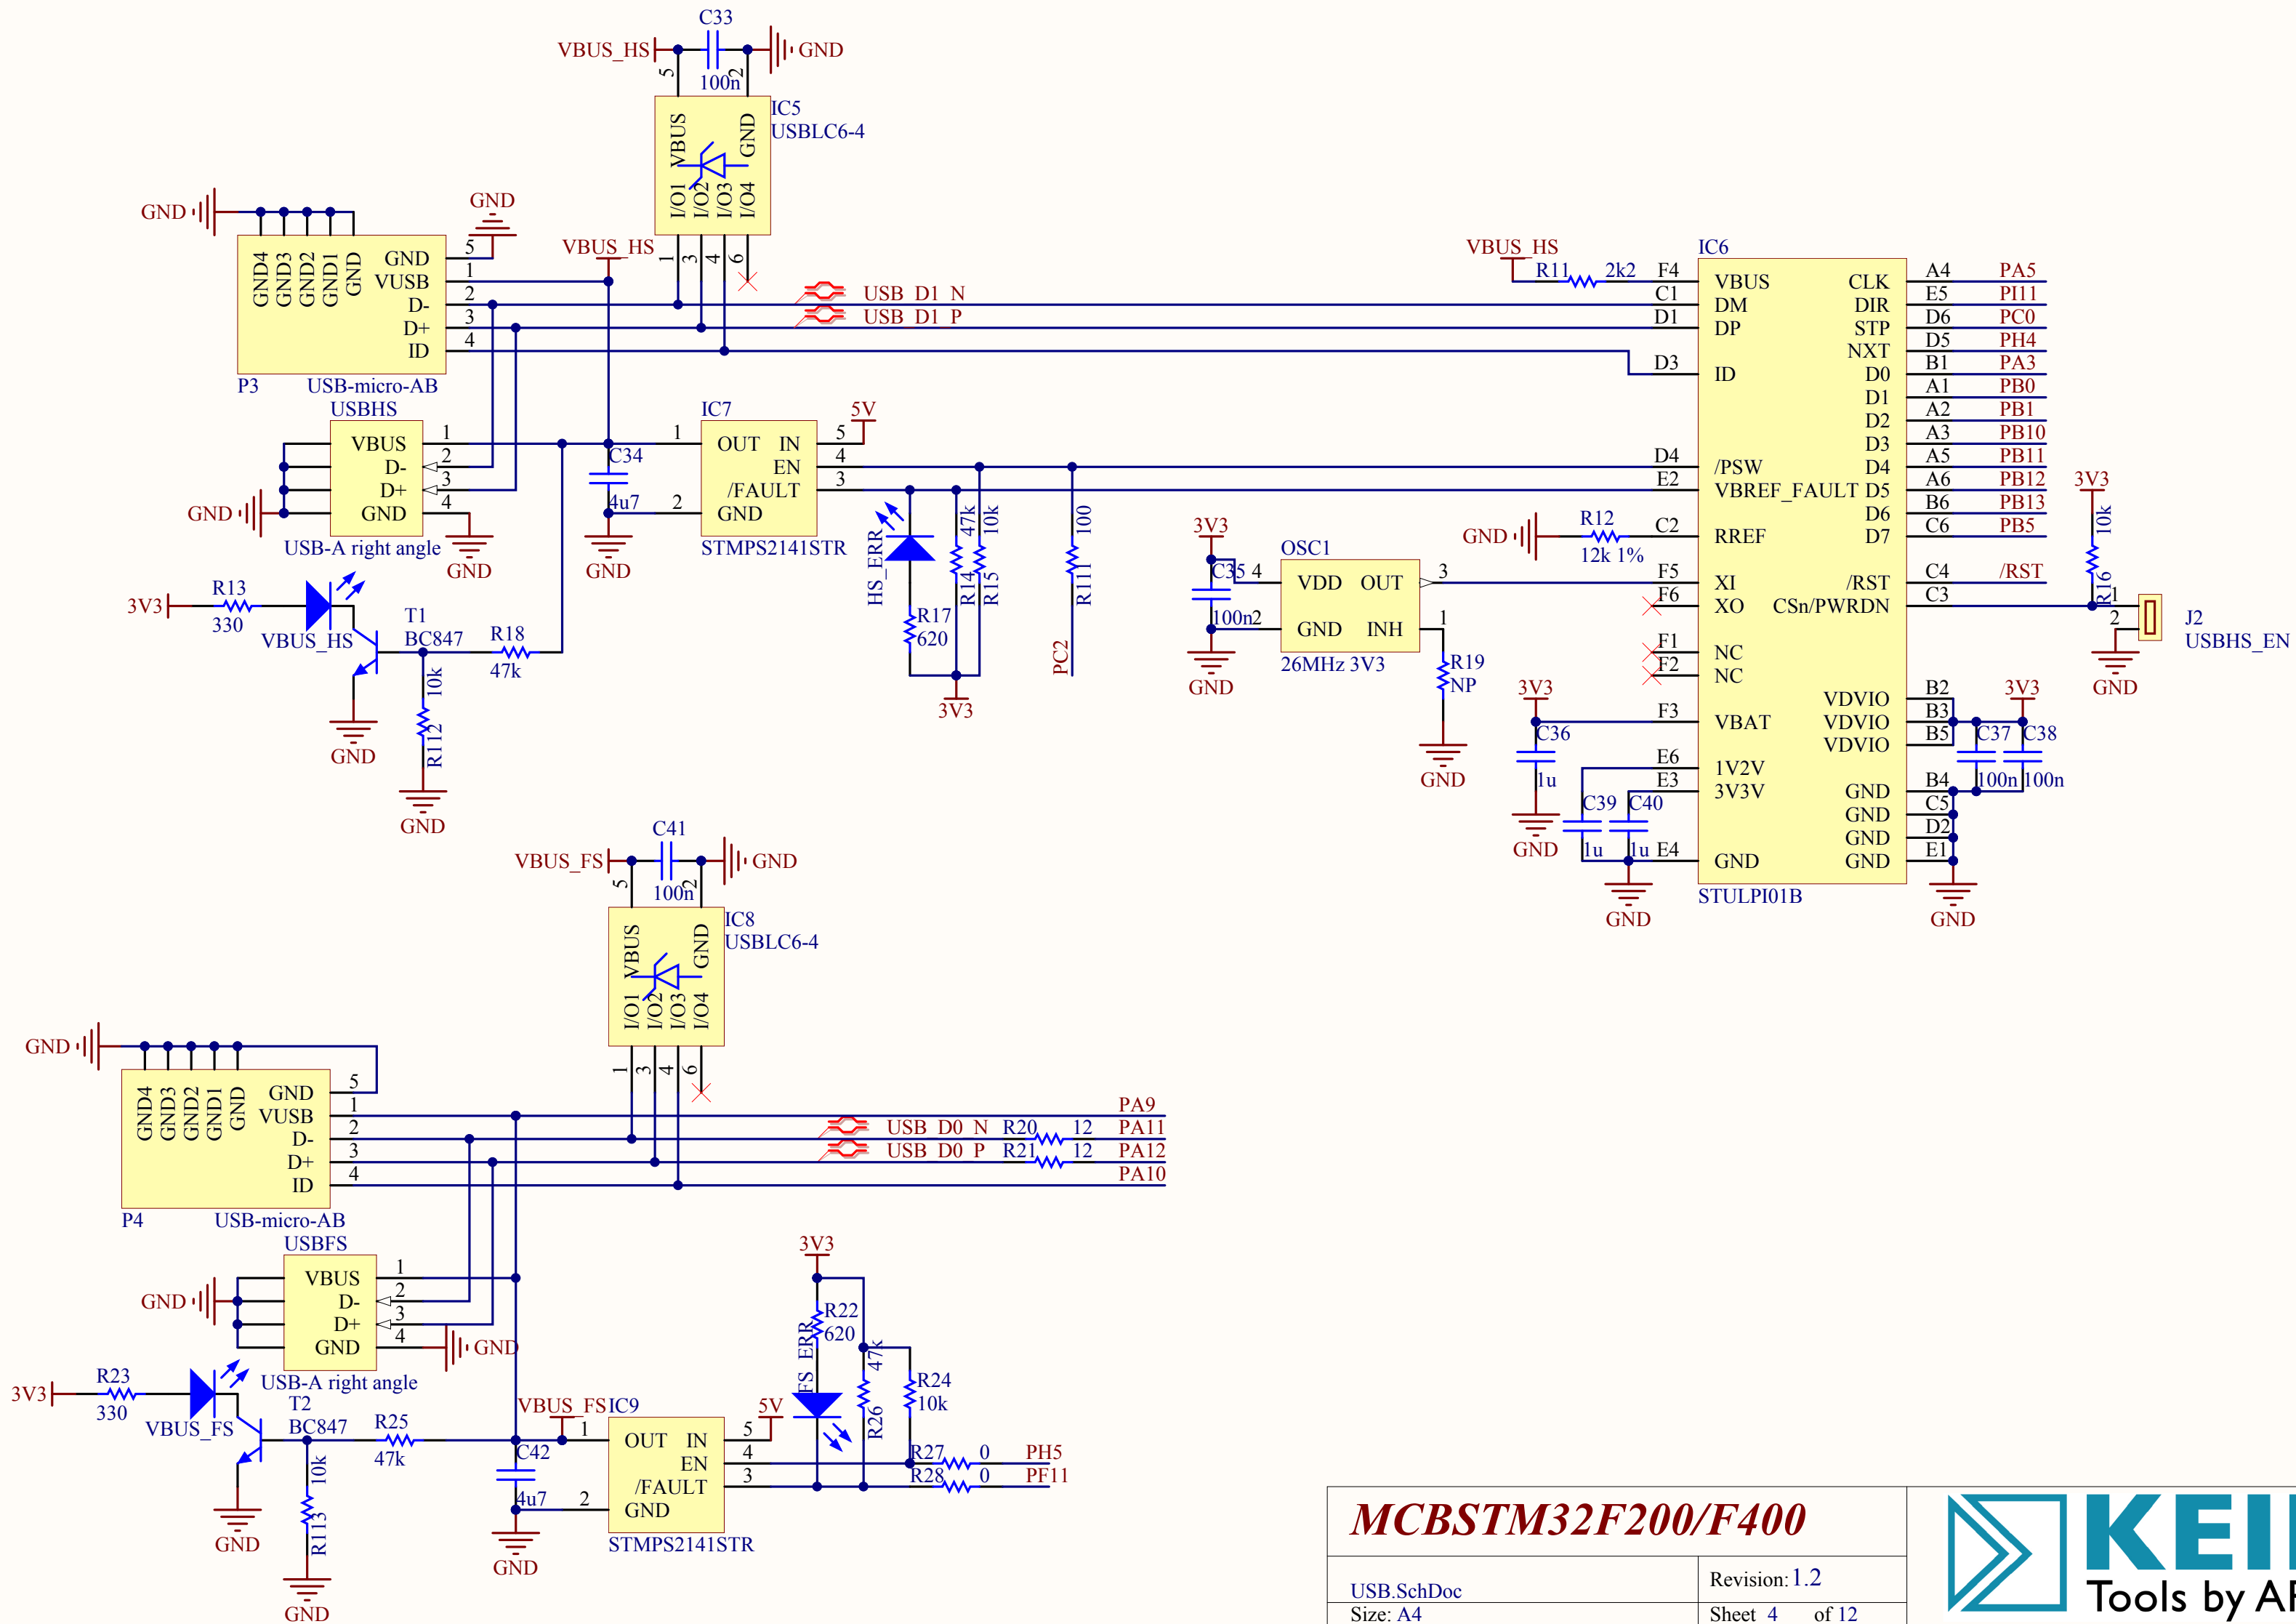 C33
VBUS_HS
GND
5
100n
2
IC5
USBLC6-4
VBUS
GND
I/O1
I/O2
I/O3
I/O4
1
3
4
6
GND
GND4
GND3
GND2
GND1
GND
GND
GND 5
VUSB 1
D- 2
D+ 3
ID 4
P3
USB-micro-AB
VBUS_HS
USB_D1_N
USB_D1_P
USBHS
VBUS 1
D- 2
D+ 3
GND 4
GND
USB-A right angle
GND
C34
4u7
GND
IC7
5V
1 OUT IN 5
EN 4
/FAULT 3
2 GND
STMPS2141STR
HS_ERR
R17
620
47k
R14
10k
R15
100
R111
PC2
3V3
3V3
R13
330
VBUS_HS
T1
BC847
R18
47k
GND
10k
R112
GND
3V3
C35
100n
GND
OSC1
4 VDD OUT 3
2 GND INH 1
26MHz 3V3
R19
NP
GND
VBUS_HS
R11 2k2
IC6
F4 VBUS CLK A4 PA5
C1 DM DIR E5 PI11
D1 DP STP D6 PC0
NXT D5 PH4
D3 ID D0 B1 PA3
D1 A1 PB0
D2 A2 PB1
D3 A3 PB10
D4 /PSW D4 A5 PB11
E2 VBREF_FAULT D5 A6 PB12
D6 B6 PB13
GND R12 12k 1%
C2 RREF D7 C6 PB5
F5 XI /RST C4 /RST
F6 XO CSn/PWRDN C3
F1 NC
F2 NC
VDVIO B2
F3 VBAT VDVIO B3
VDVIO B5
E6 1V2V
E3 3V3V GND B4
GND C5
GND D2
E4 GND GND E1
STULPI01B
3V3
10k
R16
1
2
J2
USBHS_EN
GND
3V3
C36
1u
GND
C39
1u
C40
1u
GND
3V3
C37
100n
C38
100n
GND
C41
VBUS_FS
GND
5
100n
2
IC8
USBLC6-4
VBUS
GND
I/O1
I/O2
I/O3
I/O4
1
3
4
6
GND
GND4
GND3
GND2
GND1
GND
GND 5
VUSB 1
D- 2
D+ 3
ID 4
P4
USB-micro-AB
PA9
USB_D0_N R20 12 PA11
USB_D0_P R21 12 PA12
PA10
USBFS
VBUS 1
D- 2
D+ 3
GND 4
GND
GND
USB-A right angle
3V3
R23
330
VBUS_FS
T2
BC847
R25
47k
GND
10k
R113
GND
VBUS_FS
C42
4u7
GND
IC9
5V
1 OUT IN 5
EN 4
/FAULT 3
2 GND
STMPS2141STR
3V3
R22
620
FS_ERR
47k
R26
R24
10k
R27 0 PH5
R28 0 PF11
MCBSTM32F200/F400
USB.SchDoc
Revision: 1.2
Size: A4
Sheet 4 of 12
KEI
Tools by A